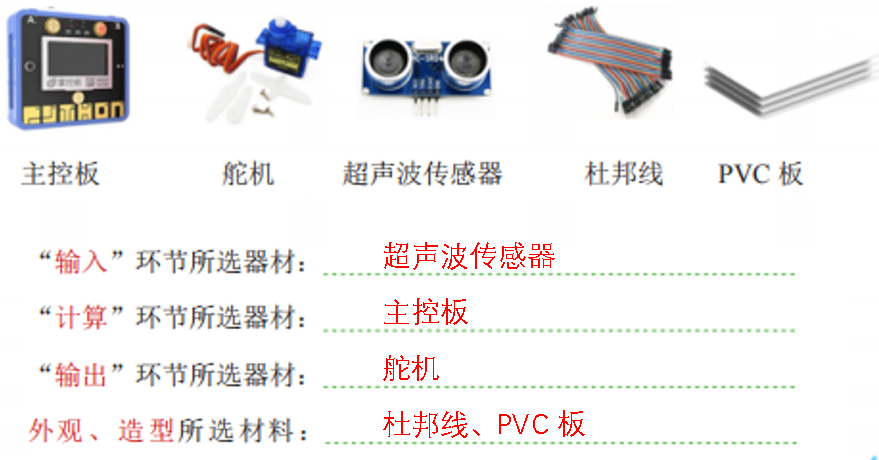 主控板 舵机 超声波传感器 杜邦线 PVC 板
“输入”环节所选器材： 超声波传感器
“计算”环节所选器材： 主控板
“输出”环节所选器材： 舵机
外观、造型所选材料： 杜邦线、PVC 板